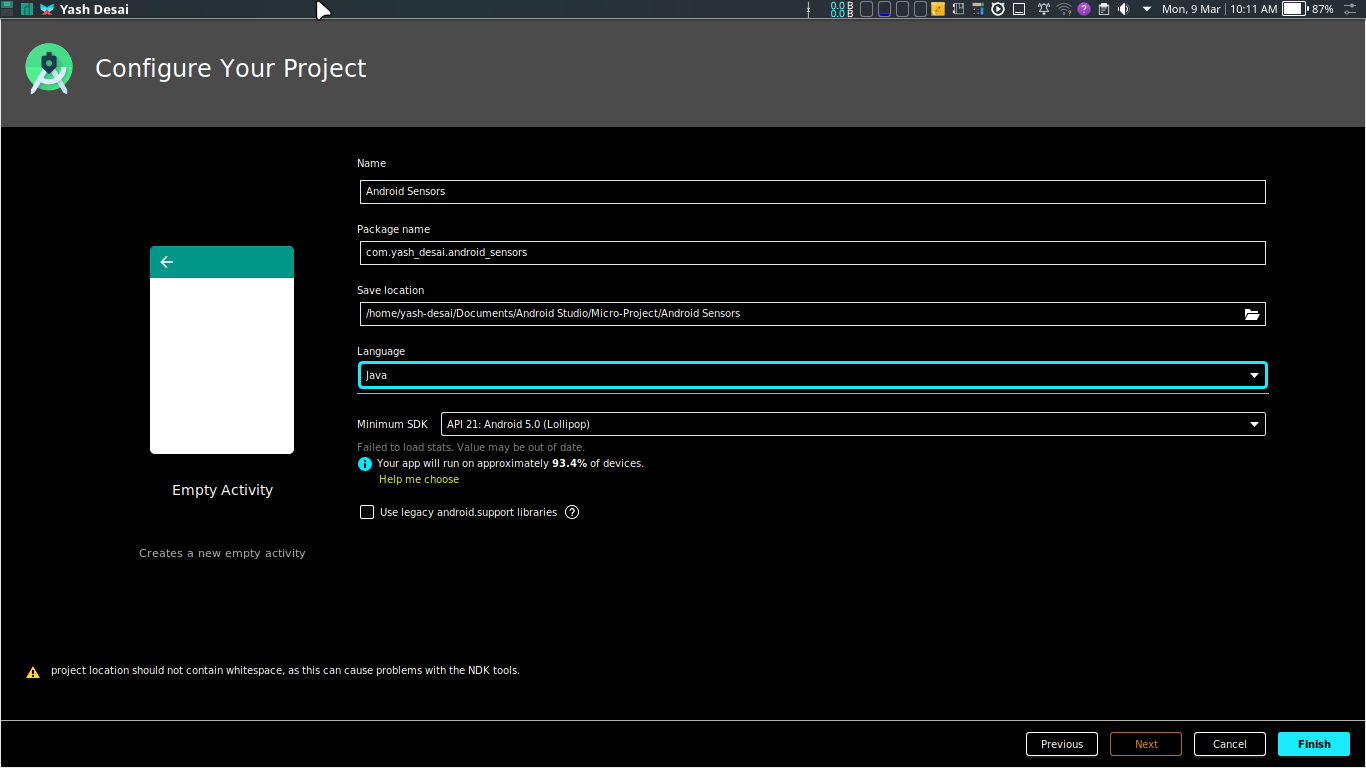 Yash Desai
0.0 B
0.0 B
Mon, 9 Mar | 10:11 AM 87%
Configure Your Project
Name
Android Sensors
Package name
com.yash_desai.android_sensors
Save location
/home/yash-desai/Documents/Android Studio/Micro-Project/Android Sensors
Language
Java
Minimum SDK API 21: Android 5.0 (Lollipop)
Failed to load stats. Value may be out of date.
Your app will run on approximately 93.4% of devices.
Help me choose
Use legacy android.support libraries ?
Empty Activity
Creates a new empty activity
project location should not contain whitespace, as this can cause problems with the NDK tools.
Previous Next Cancel Finish